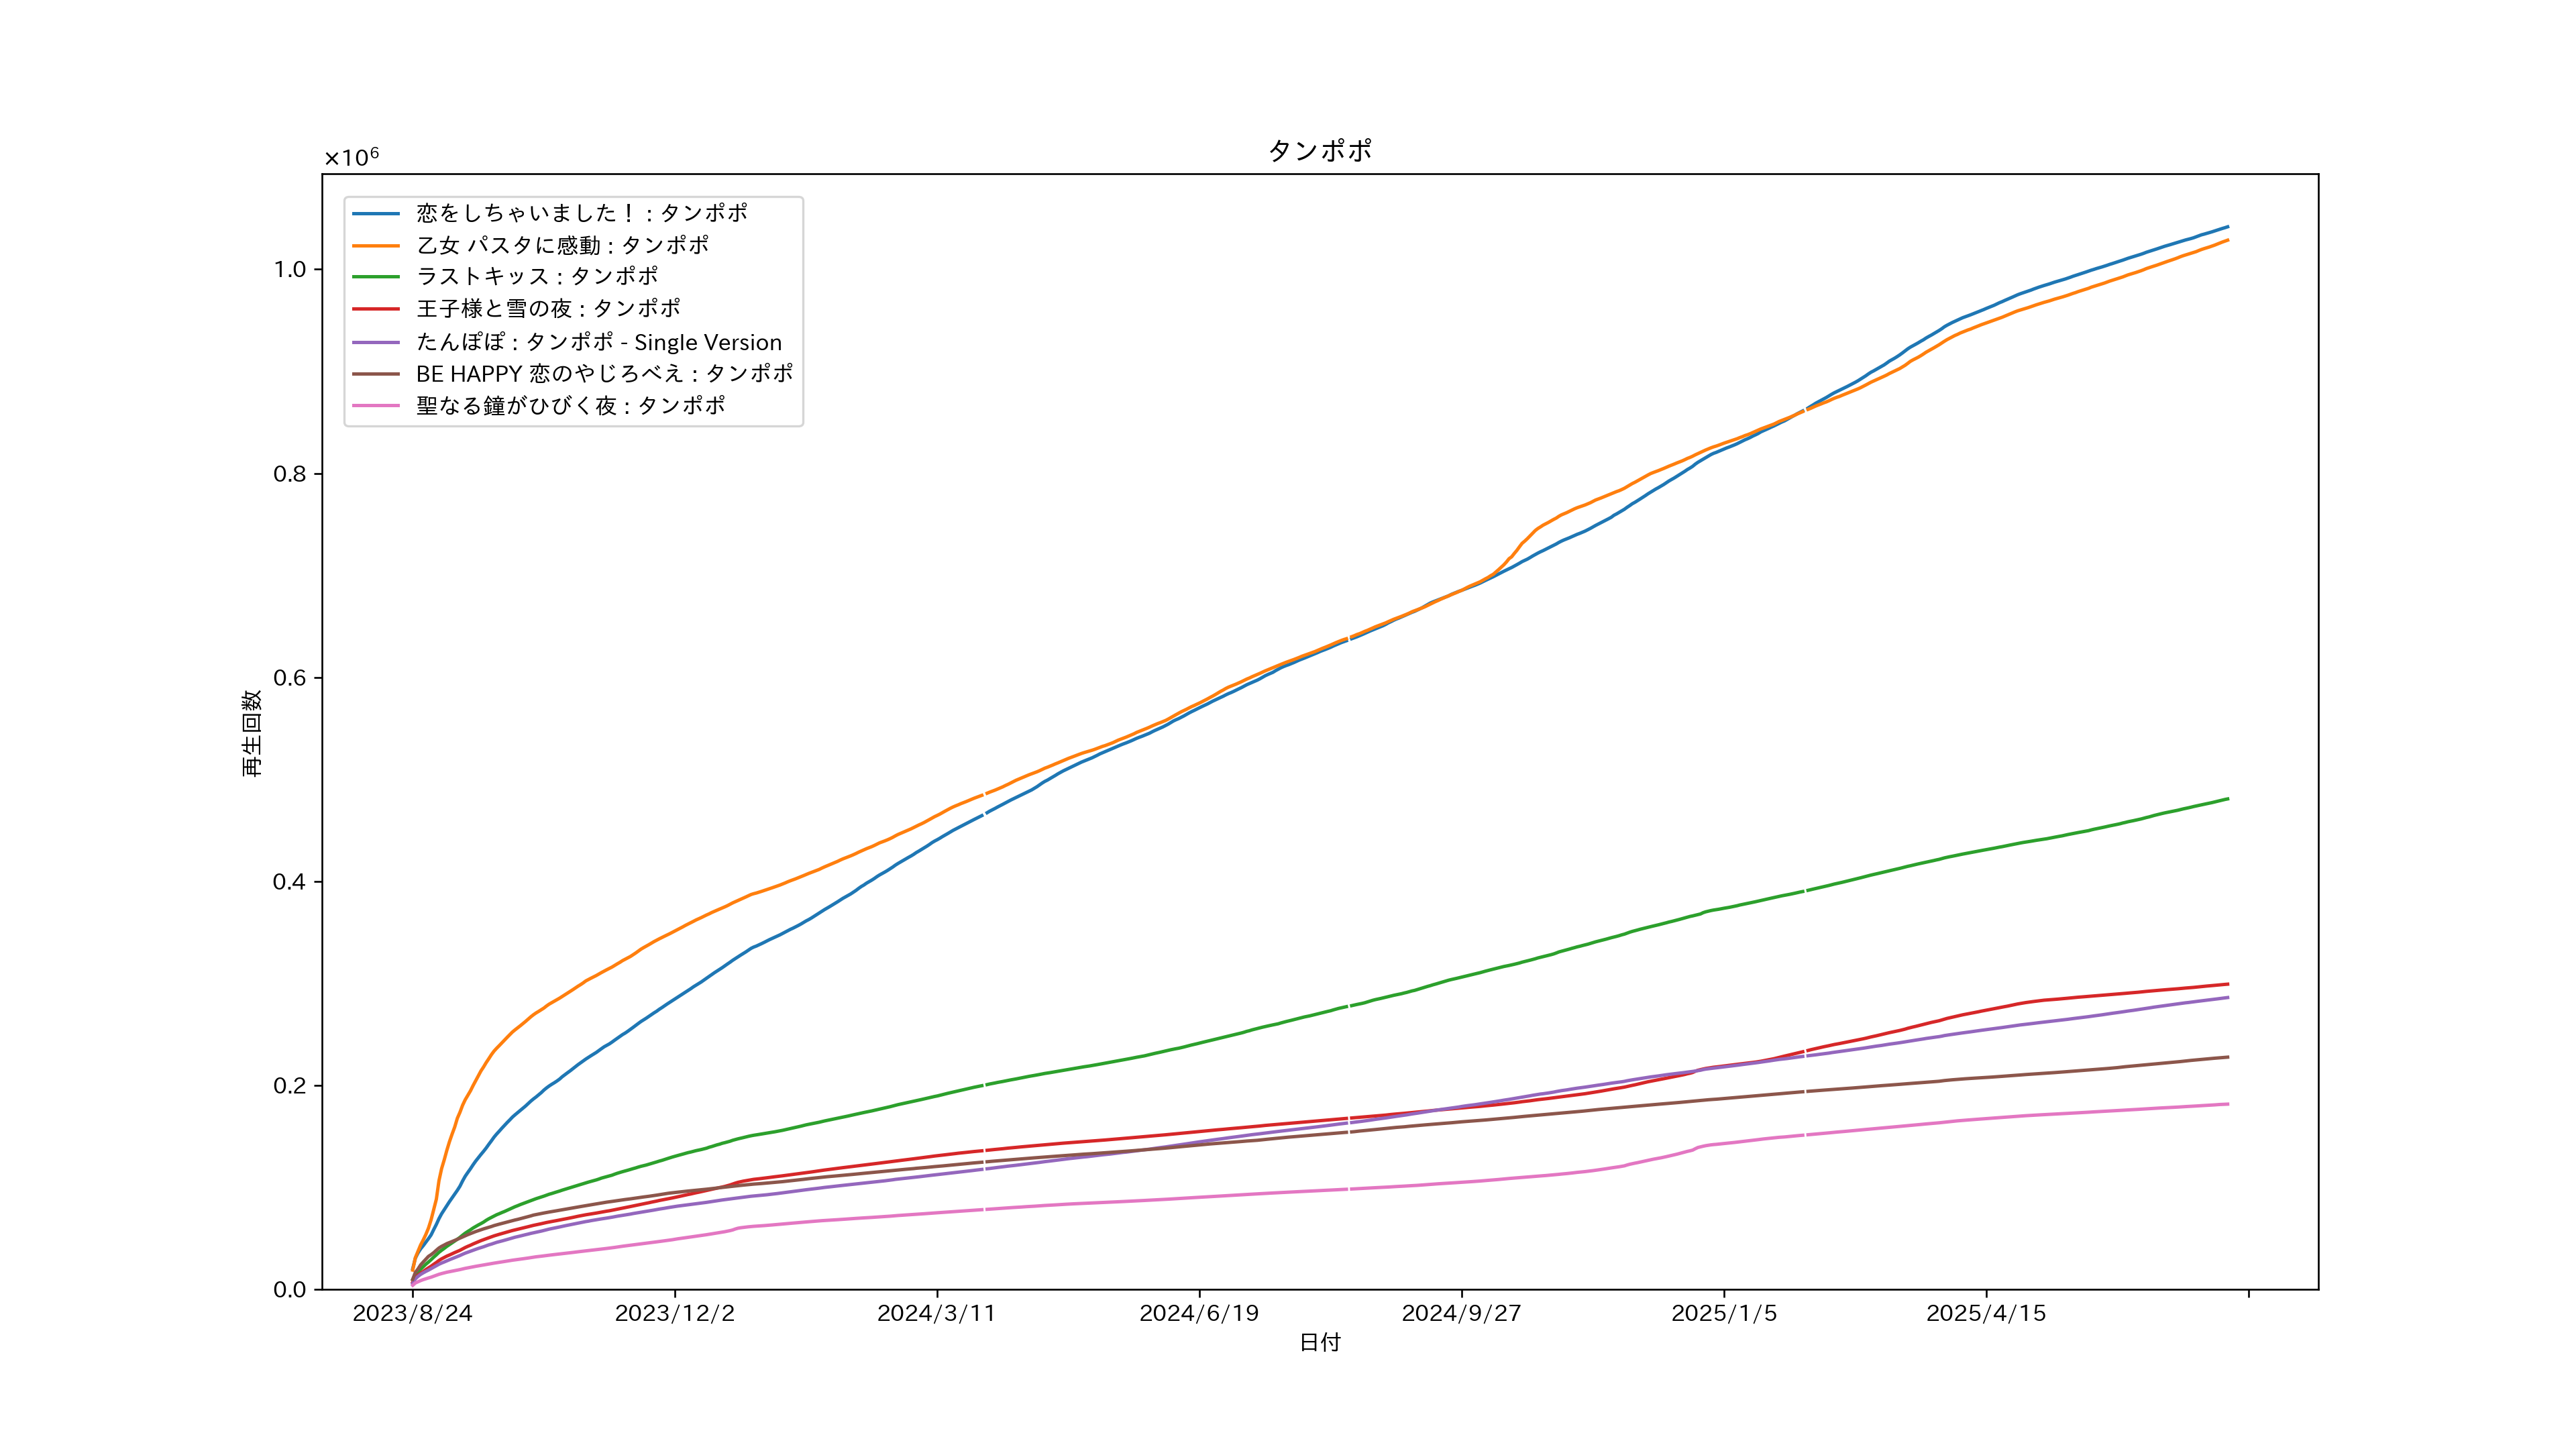 タンポポ
×10⁶
恋をしちゃいました！ : タンポポ
乙女 パスタに感動 : タンポポ
ラストキッス : タンポポ
王子様と雪の夜 : タンポポ
たんぽぽ : タンポポ - Single Version
BE HAPPY 恋のやじろべえ : タンポポ
聖なる鐘がひびく夜 : タンポポ
1.0
0.8
0.6
0.4
0.2
0.0
再生回数
2023/8/24 2023/12/2 2024/3/11 2024/6/19 2024/9/27 2025/1/5 2025/4/15
日付